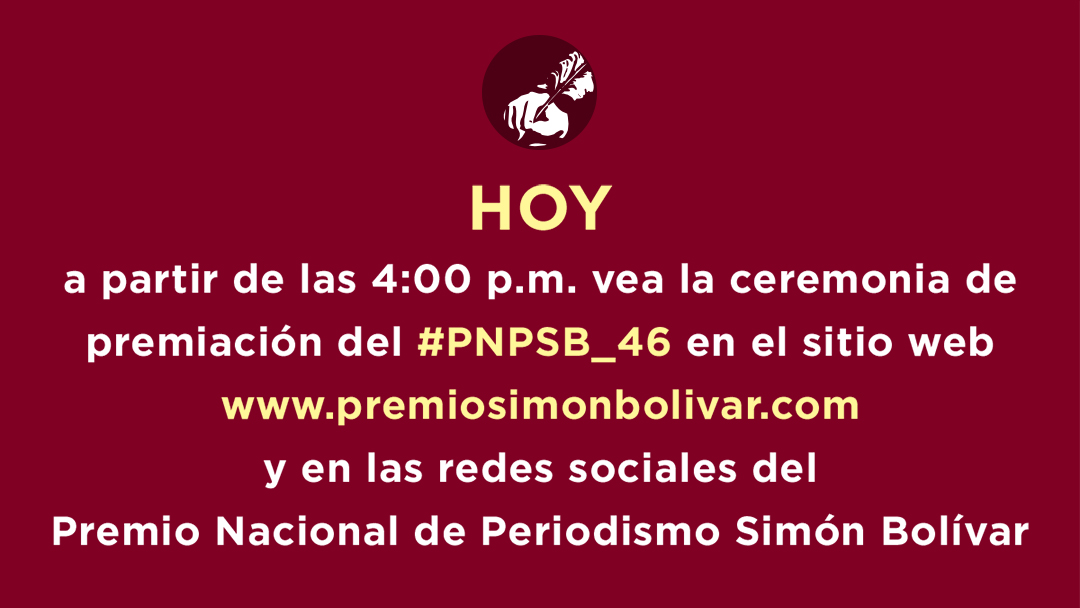 HOY
a partir de las 4:00 p.m. vea la ceremonia de
premiación del #PNPSB_46 en el sitio web
www.premiosimonbolivar.com
y en las redes sociales del
Premio Nacional de Periodismo Simón Bolívar